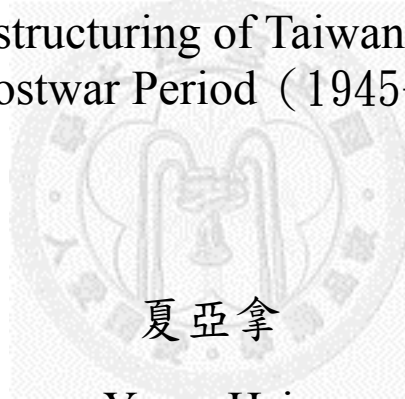 structuring of Taiwan
ostwar Period（1945-
夏亞拿